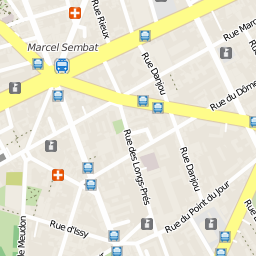 Rue Rieux
Marcel Sembat
Rue Danjou
Rue Mar
Rue du Dôme
Rue des Longs-Prés
Rue Danjou
Rue du Point du Jour
Rue d'Issy
de Meudon